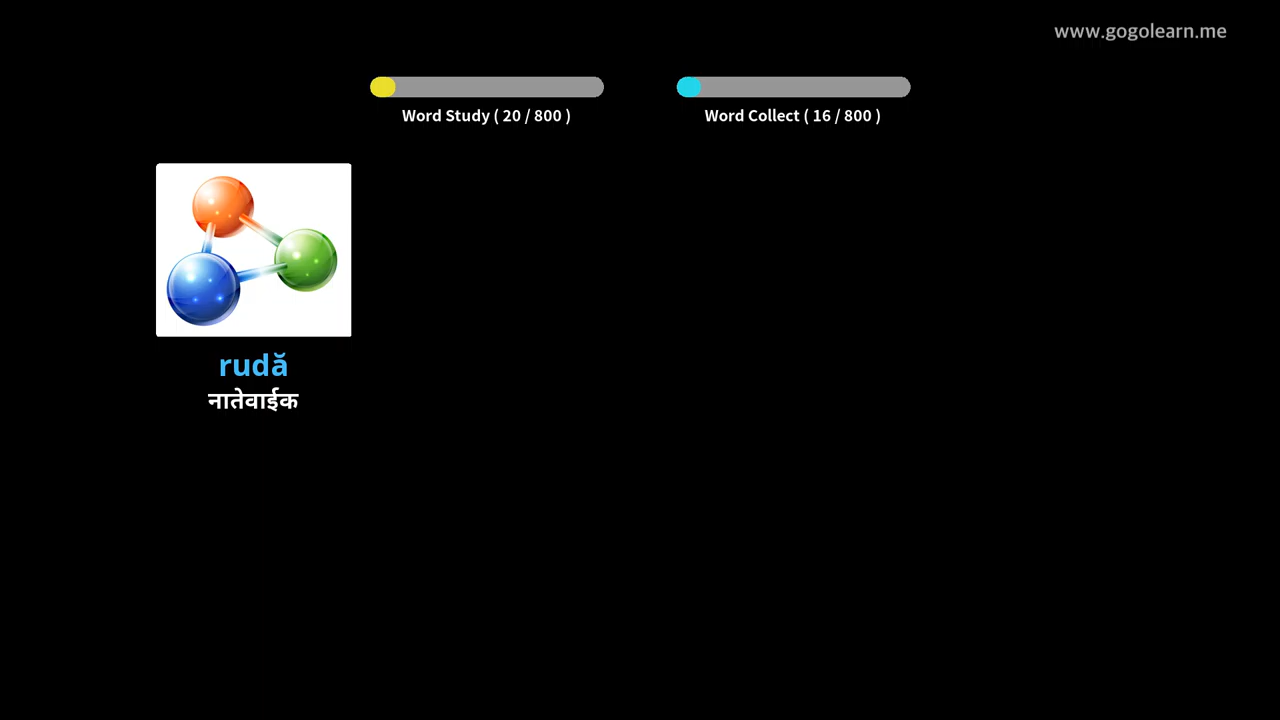 www.gogolearn.me
Word Study ( 20 / 800 )
Word Collect ( 16 / 800 )
rudă
नातेवाईक